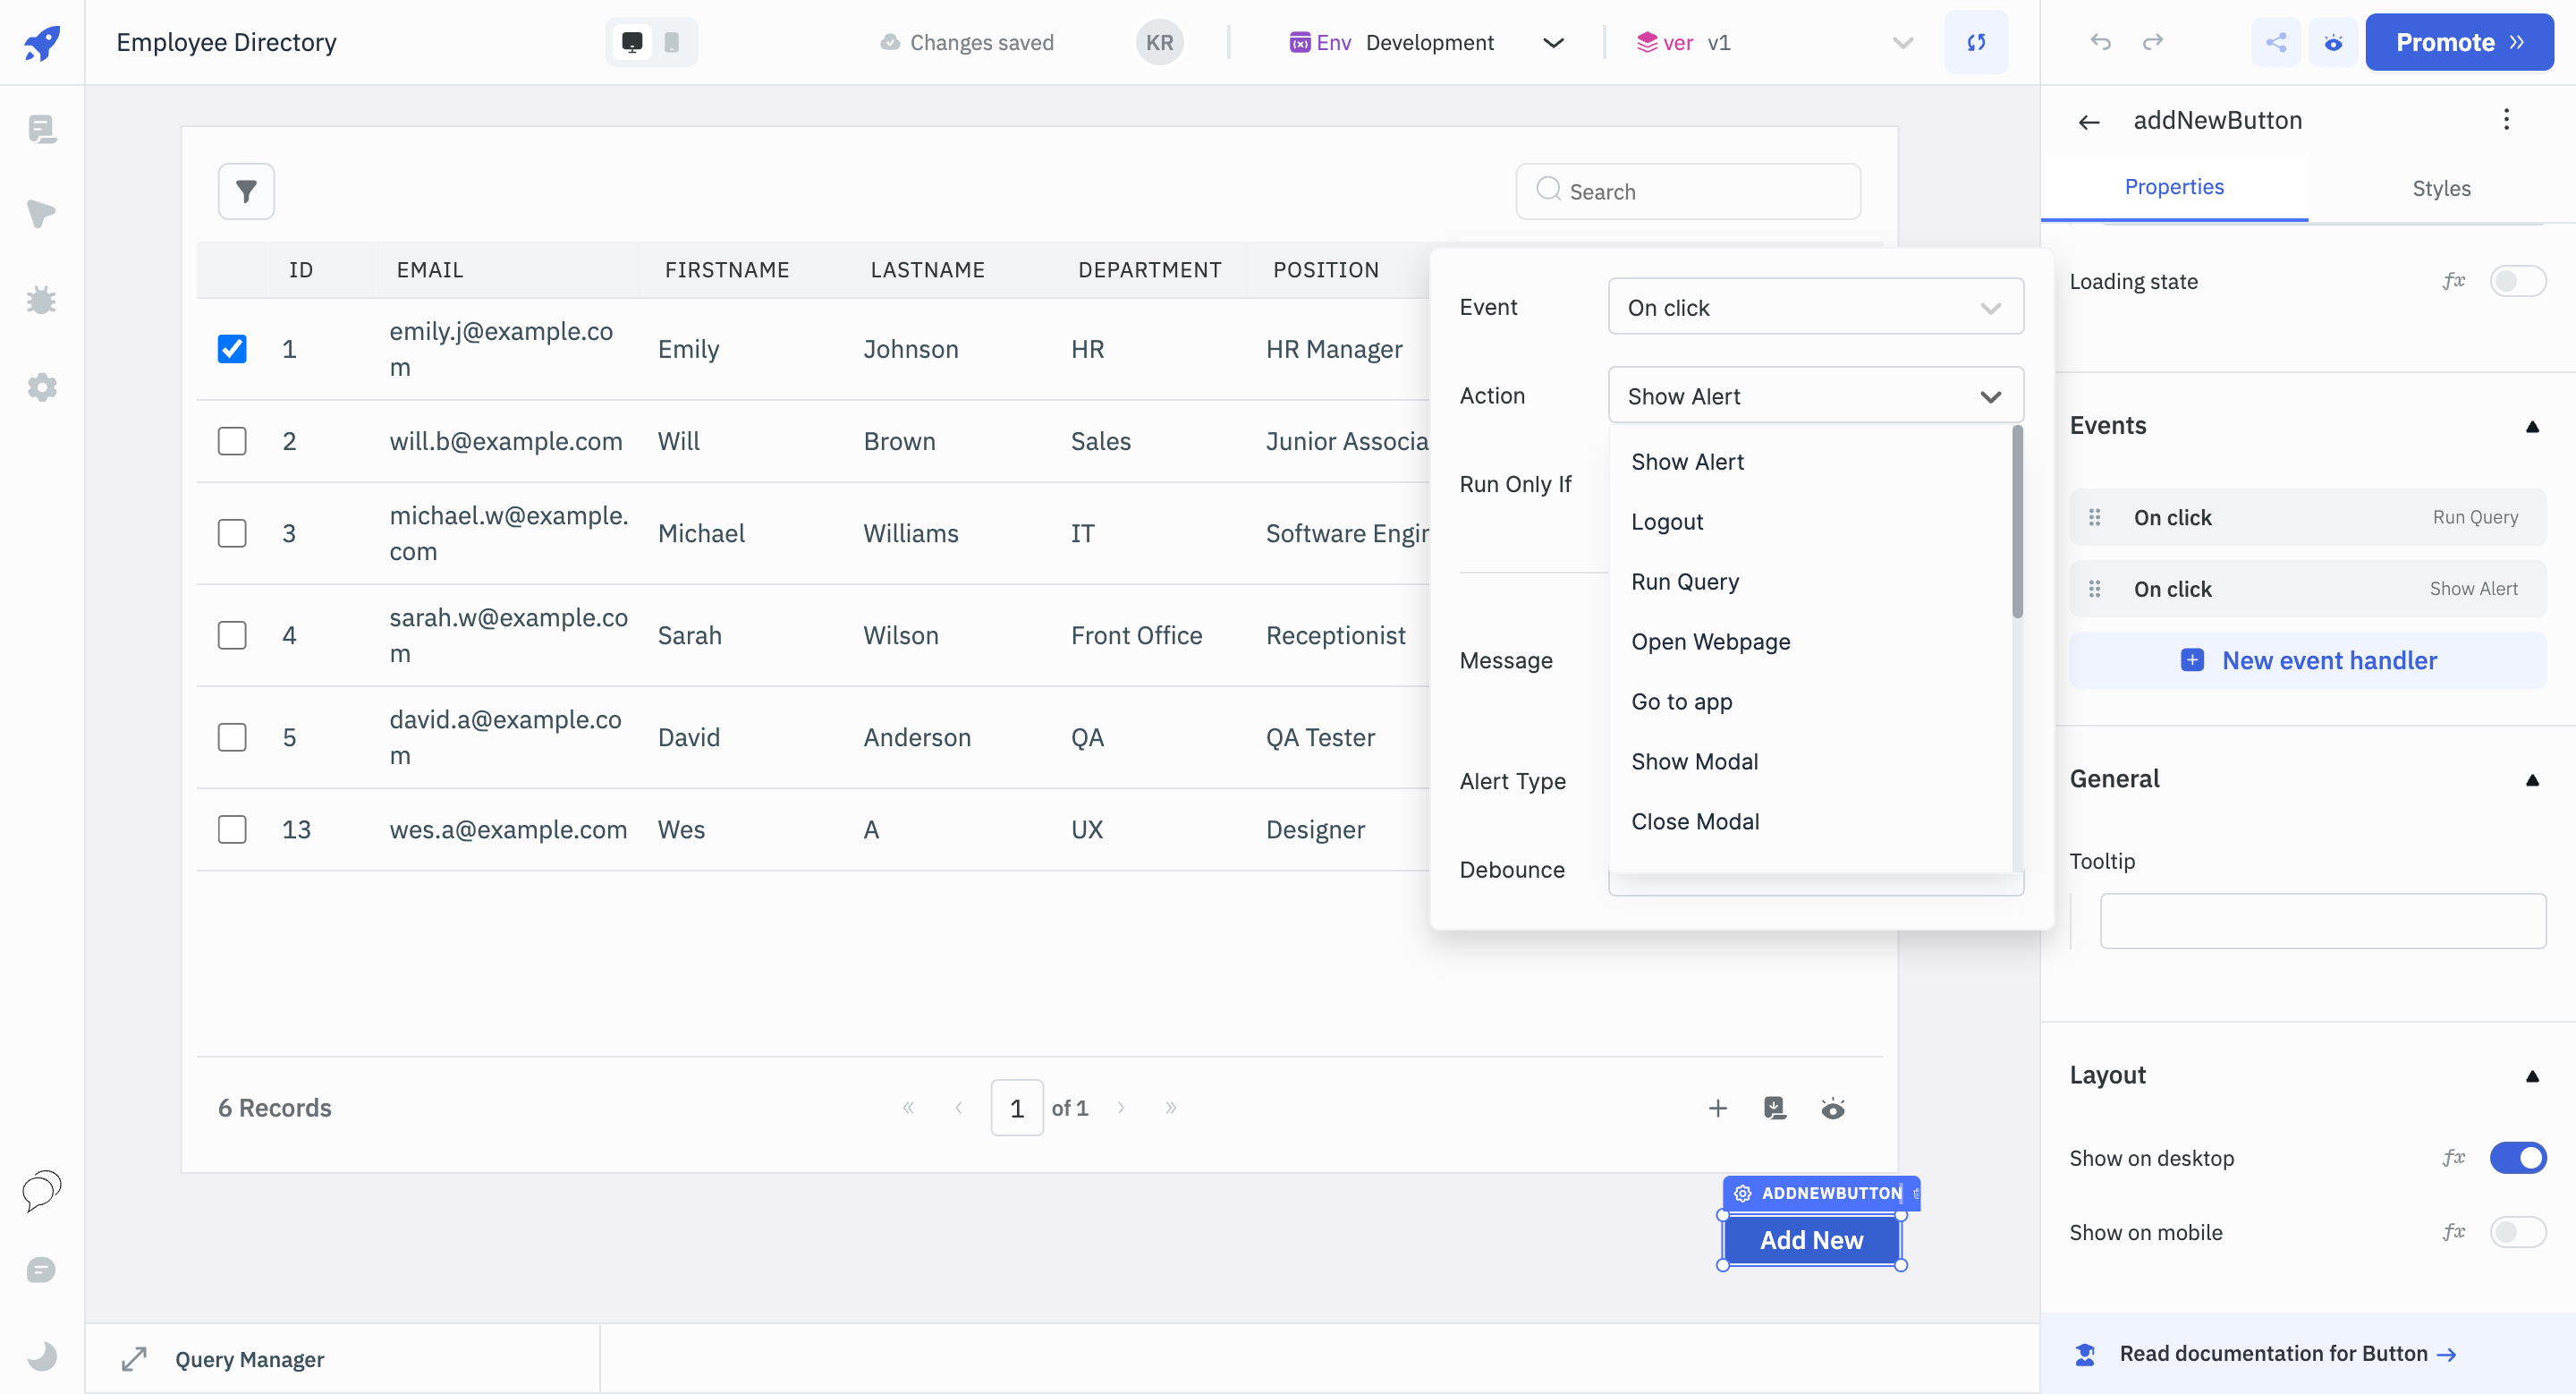 Employee Directory
Changes saved
KR
Env Development
ver v1
Promote
addNewButton
Properties
Styles
Search
ID EMAIL FIRSTNAME LASTNAME DEPARTMENT POSITION
1 emily.j@example.co
m Emily Johnson HR HR Manager
2 will.b@example.com Will Brown Sales Junior Associa
3 michael.w@example.
com Michael Williams IT Software Engin
4 sarah.w@example.co
m Sarah Wilson Front Office Receptionist
5 david.a@example.co
m David Anderson QA QA Tester
13 wes.a@example.com Wes A UX Designer
6 Records
1 of 1
Event On click
Action Show Alert
Run Only If
Message
Alert Type
Debounce
Show Alert
Logout
Run Query
Open Webpage
Go to app
Show Modal
Close Modal
Loading state fx
Events
On click Run Query
On click Show Alert
New event handler
General
Tooltip
Layout
Show on desktop fx
Show on mobile fx
Read documentation for Button
ADDNEWBUTTON
Add New
Query Manager